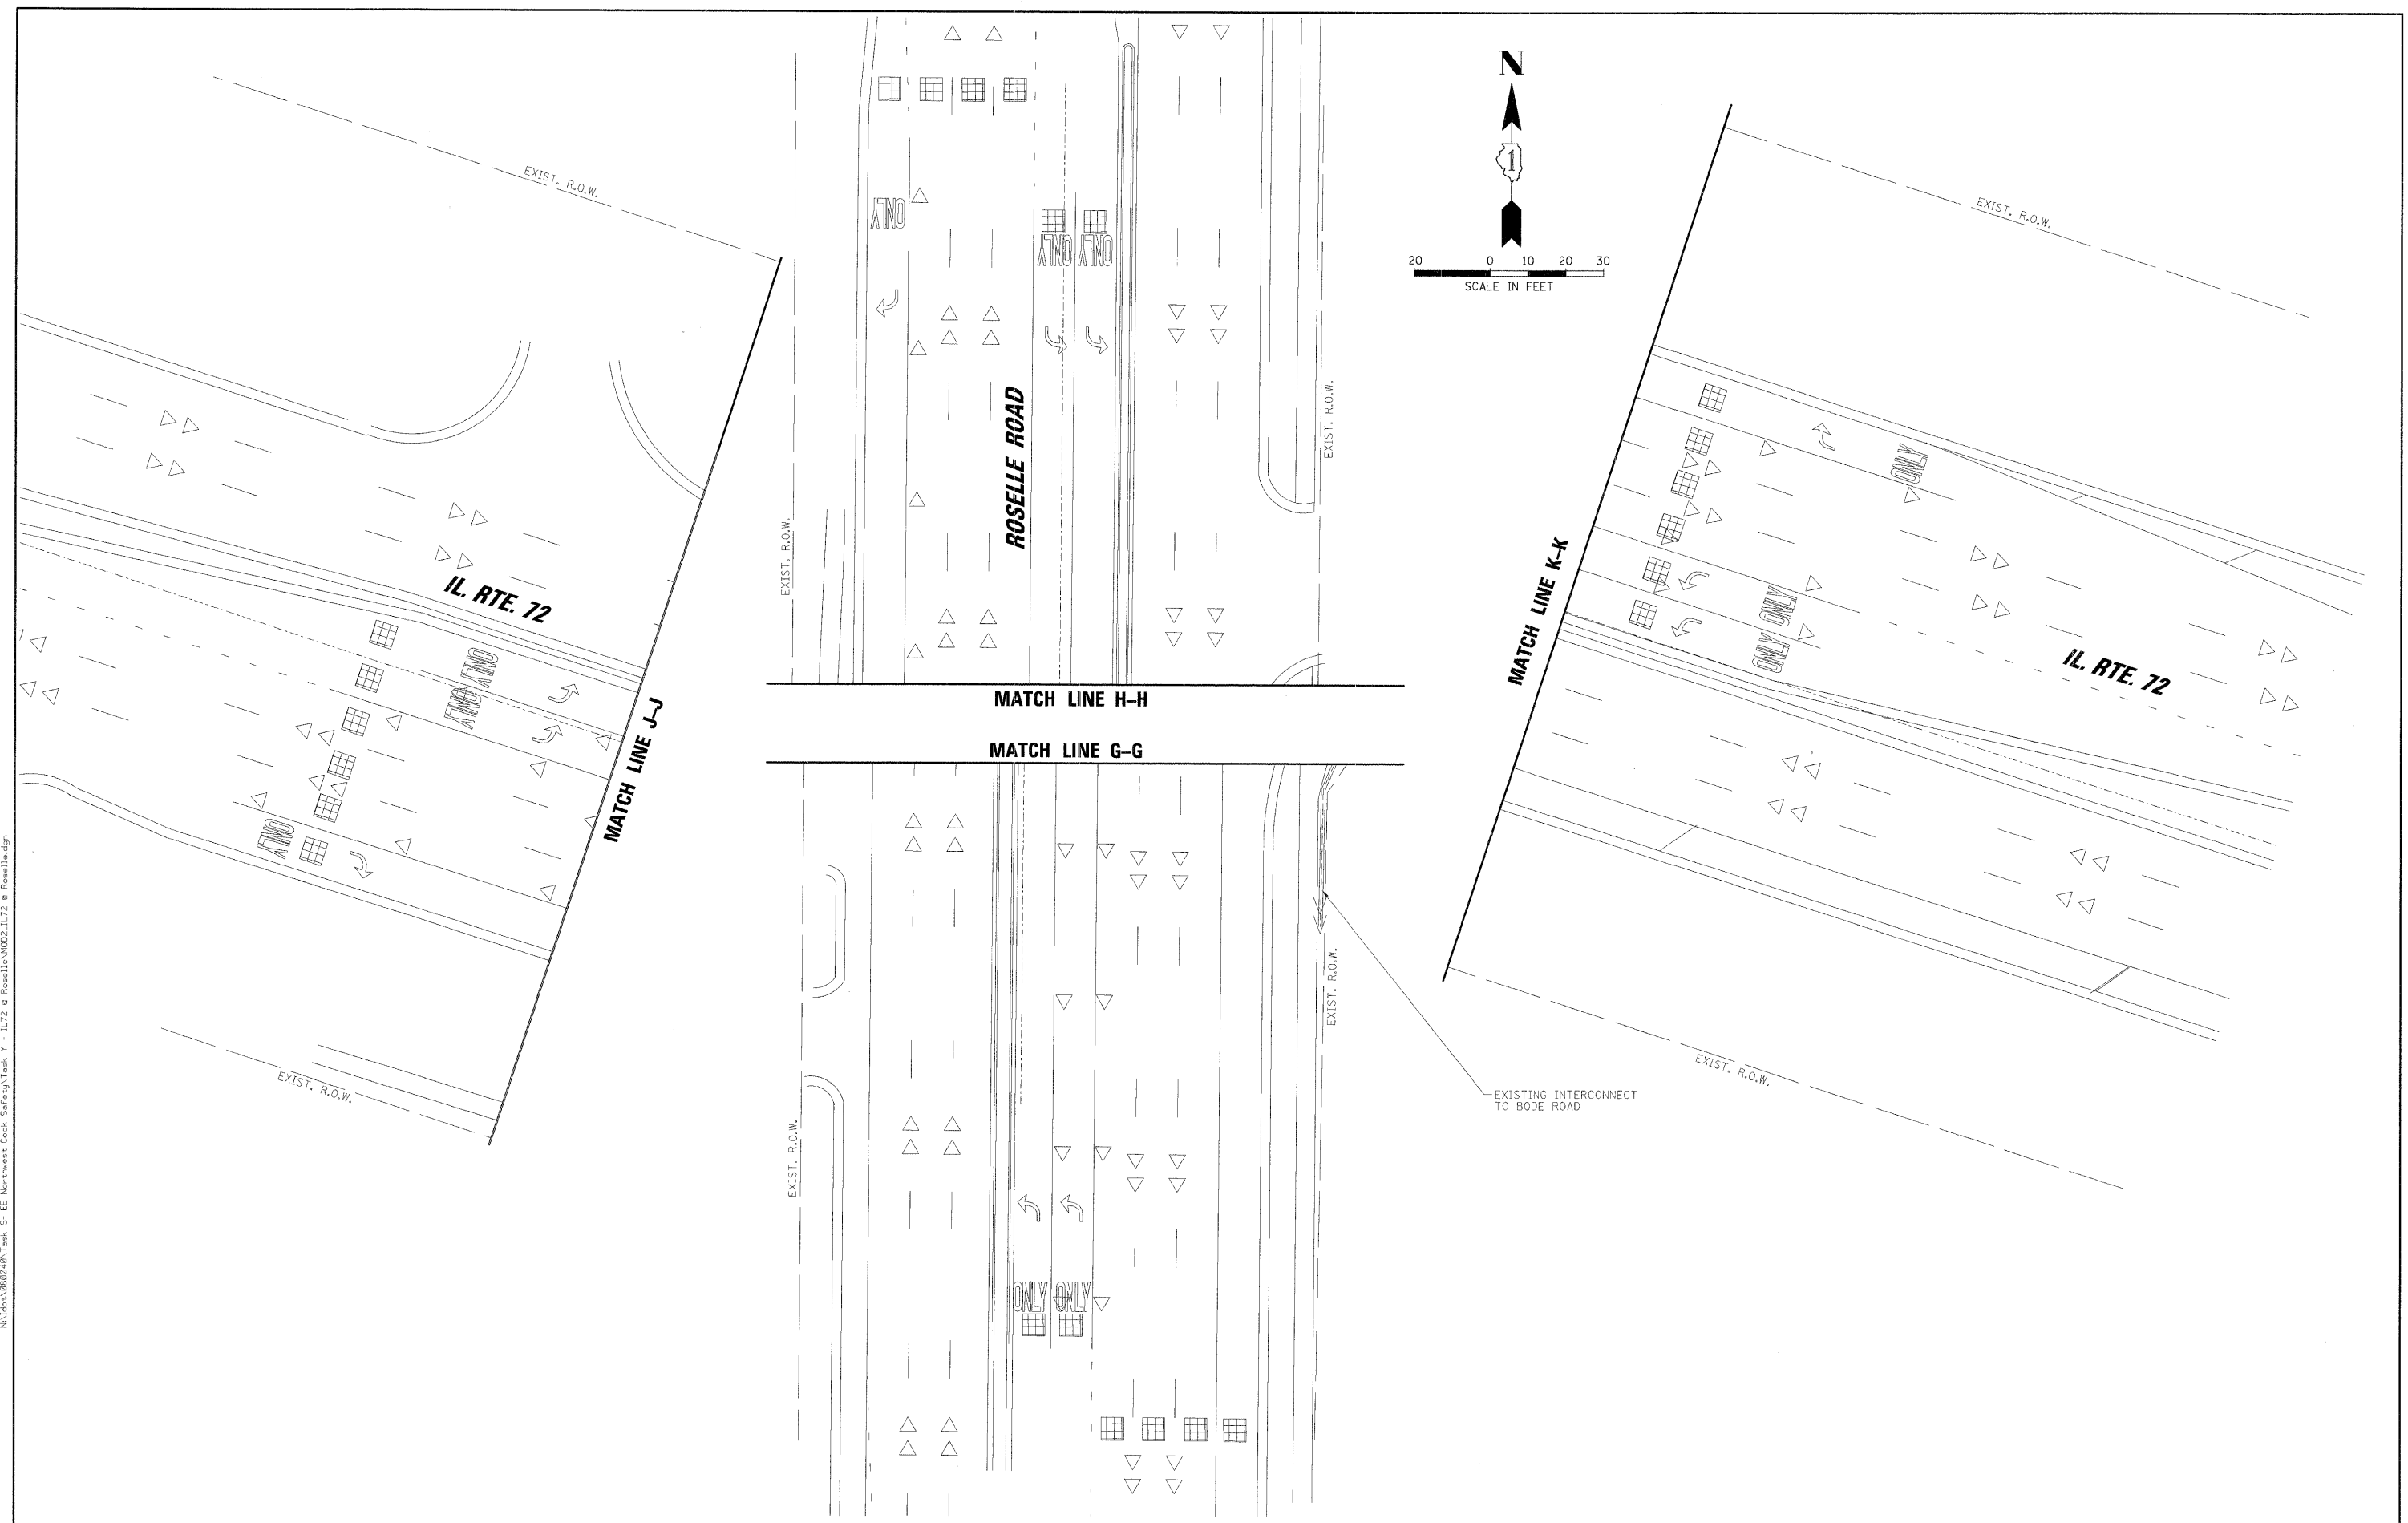 N
1
20 0 10 20 30
SCALE IN FEET
EXIST. R.O.W.
IL. RTE. 72
ONLY
ONLY
ONLY
MATCH LINE J-J
EXIST. R.O.W.
ONLY
ONLY
ONLY
ROSELLE ROAD
EXIST. R.O.W.
EXIST. R.O.W.
MATCH LINE H-H
MATCH LINE G-G
EXIST. R.O.W.
EXIST. R.O.W.
ONLY
ONLY
EXISTING INTERCONNECT
TO BODE ROAD
EXIST. R.O.W.
ONLY
ONLY
ONLY
MATCH LINE K-K
IL. RTE. 72
EXIST. R.O.W.